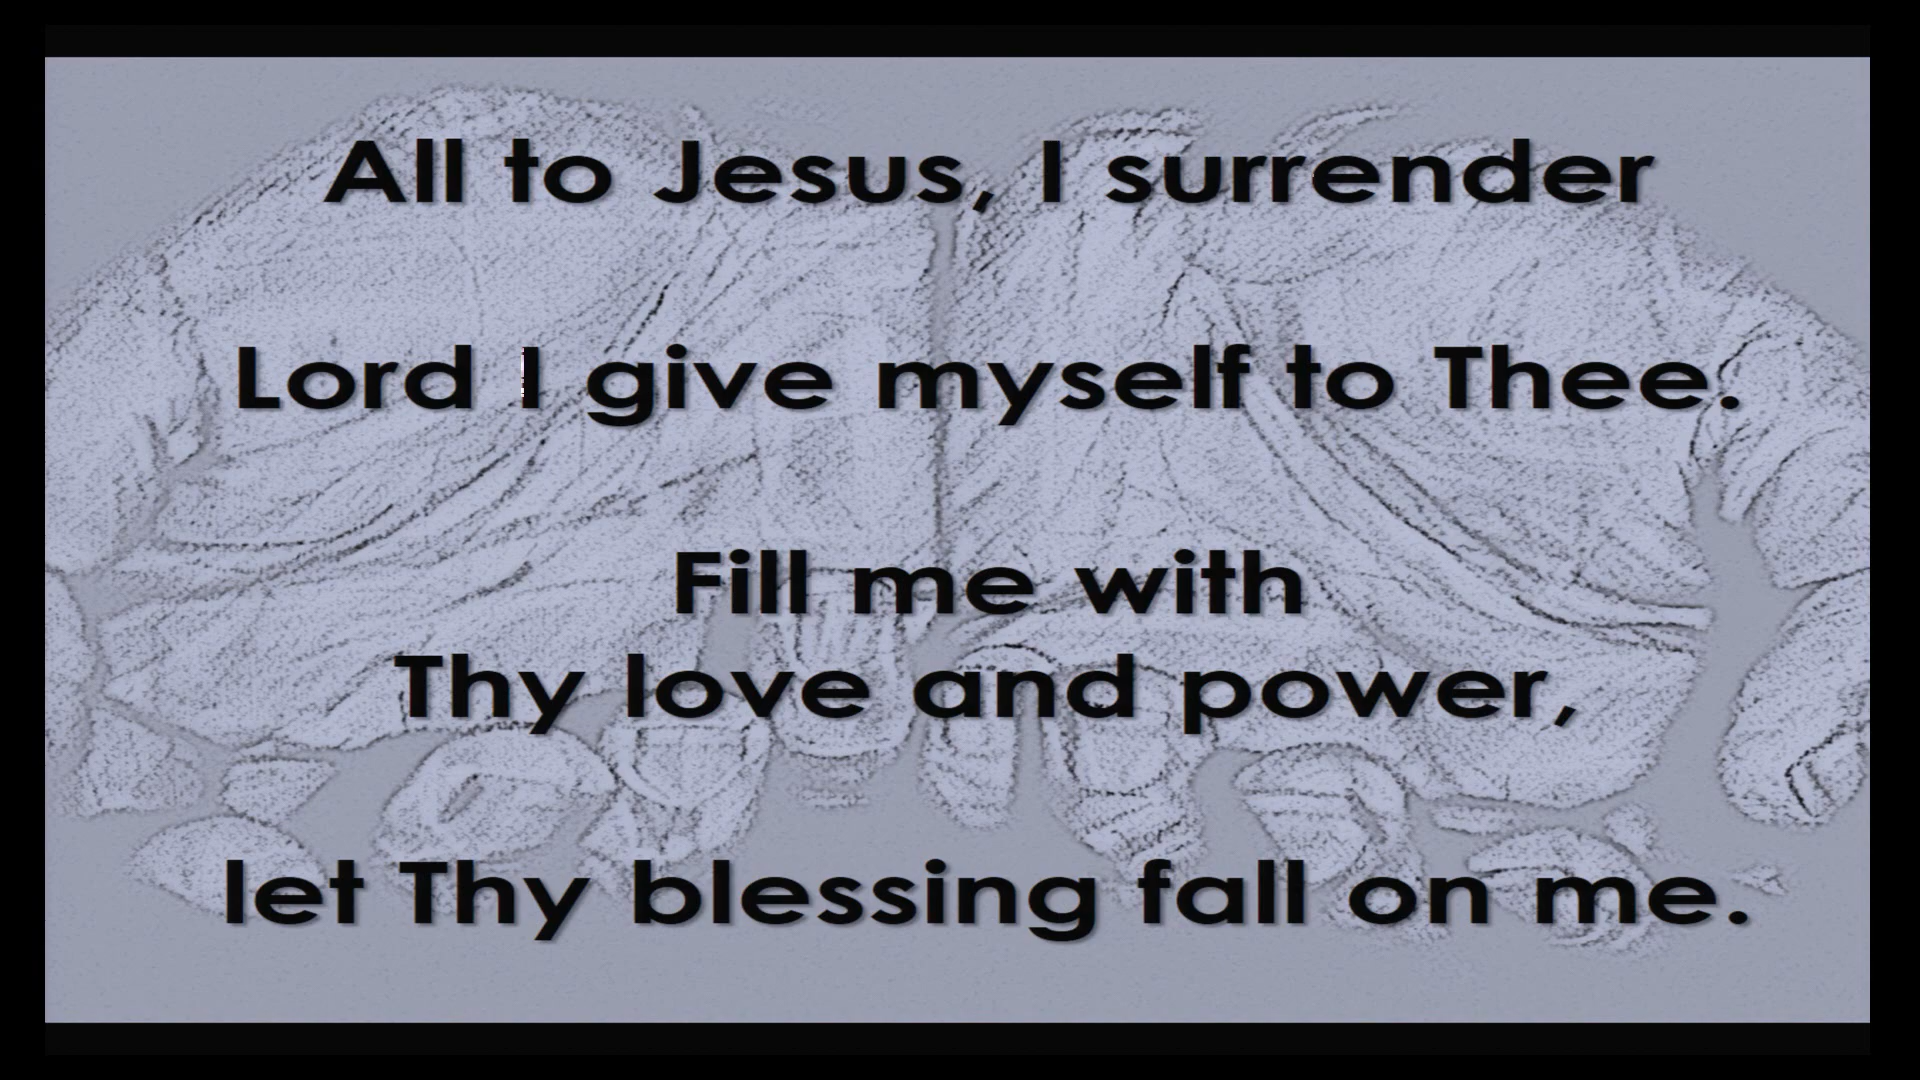 All to Jesus, I surrender
Lord I give myself to Thee.
Fill me with
Thy love and power,
let Thy blessing fall on me.